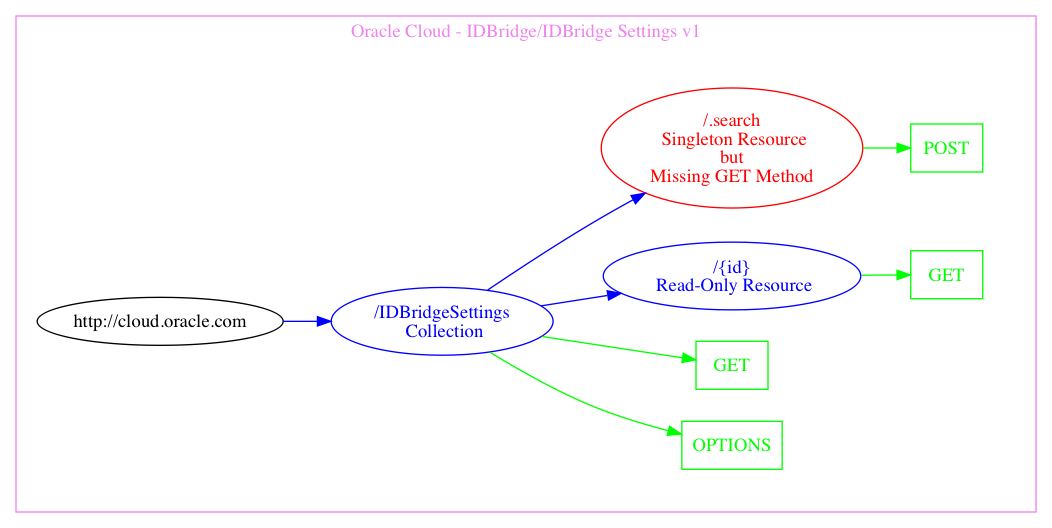 Oracle Cloud - IDBridge/IDBridge Settings v1
/.search
Singleton Resource
but
Missing GET Method
POST
/{id}
Read-Only Resource
GET
http://cloud.oracle.com
/IDBridgeSettings
Collection
GET
OPTIONS